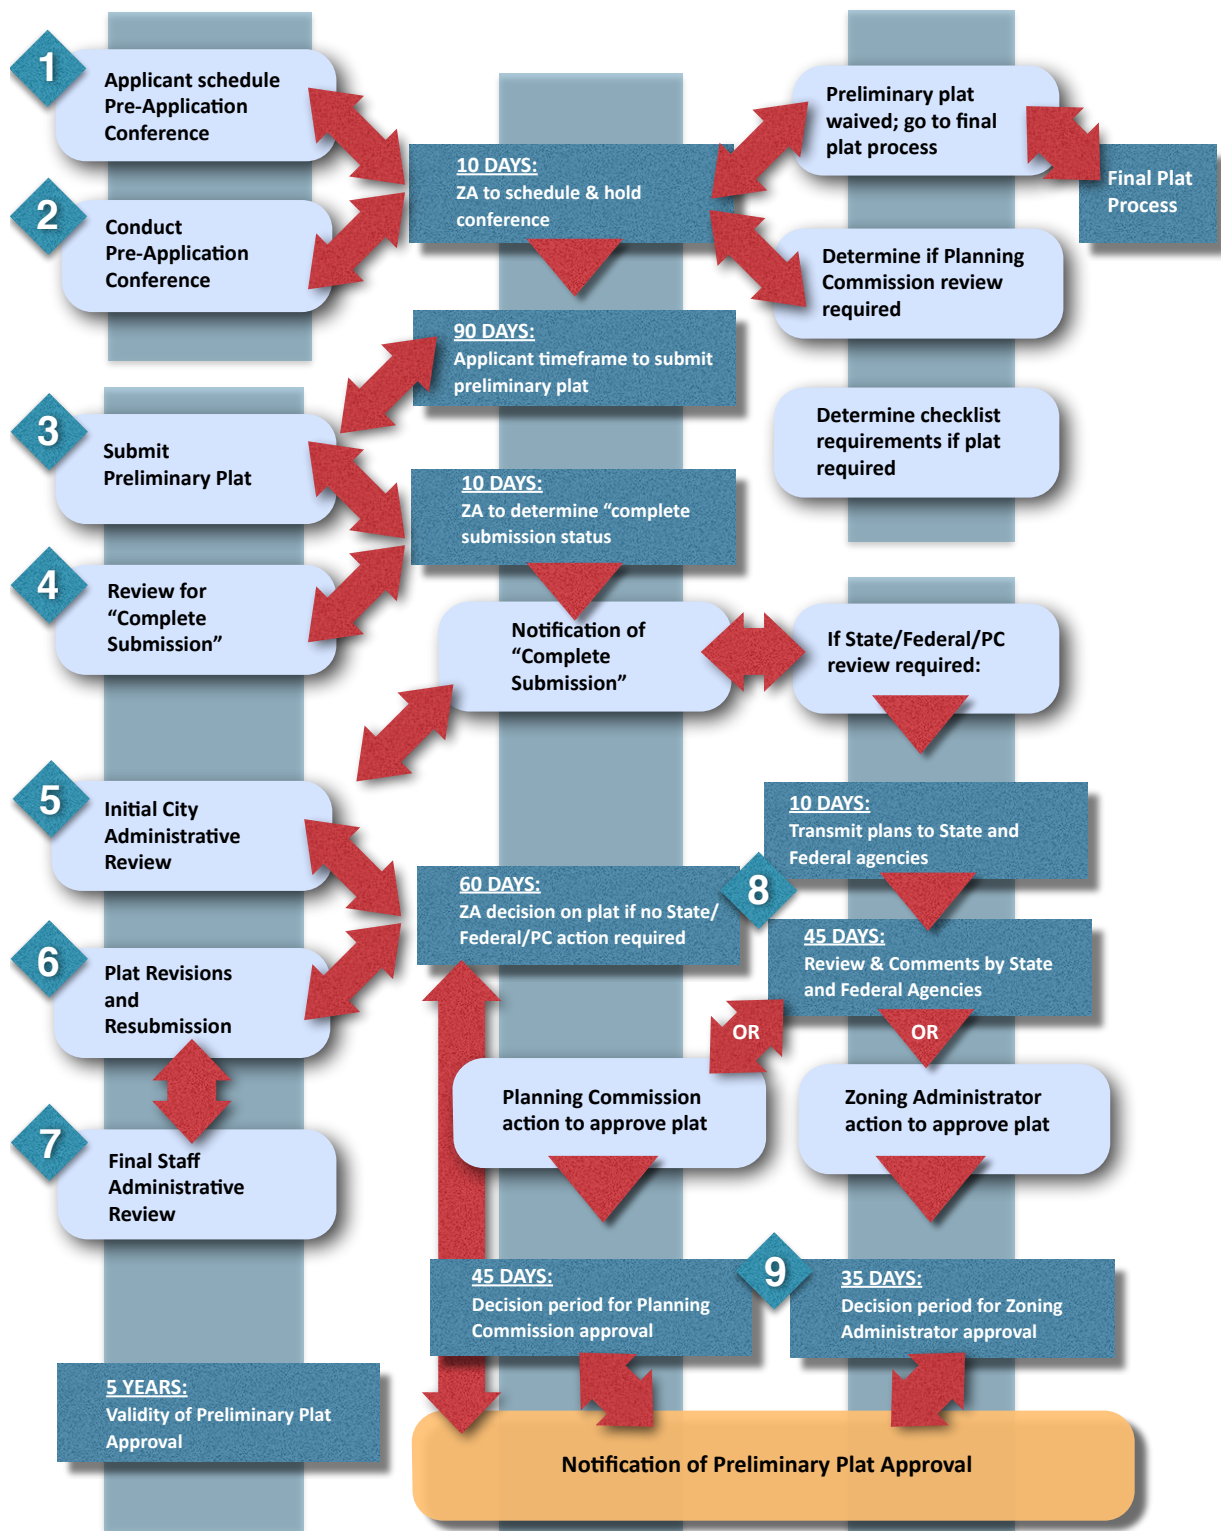 1
Applicant schedule
Pre-Application
Conference
2
Conduct
Pre-Application
Conference
10 DAYS:
ZA to schedule & hold
conference
Preliminary plat
waived; go to final
plat process
Final Plat
Process
Determine if Planning
Commission review
required
Determine checklist
requirements if plat
required
90 DAYS:
Applicant timeframe to submit
preliminary plat
3
Submit
Preliminary Plat
10 DAYS:
ZA to determine “complete
submission status
4
Review for
“Complete
Submission”
Notification of
“Complete
Submission”
If State/Federal/PC
review required:
5
Initial City
Administrative
Review
10 DAYS:
Transmit plans to State and
Federal agencies
60 DAYS:
ZA decision on plat if no State/
Federal/PC action required
8
45 DAYS:
Review & Comments by State
and Federal Agencies
6
Plat Revisions
and
Resubmission
OR
OR
Planning Commission
action to approve plat
Zoning Administrator
action to approve plat
7
Final Staff
Administrative
Review
45 DAYS:
Decision period for Planning
Commission approval
9
35 DAYS:
Decision period for Zoning
Administrator approval
5 YEARS:
Validity of Preliminary Plat
Approval
Notification of Preliminary Plat Approval